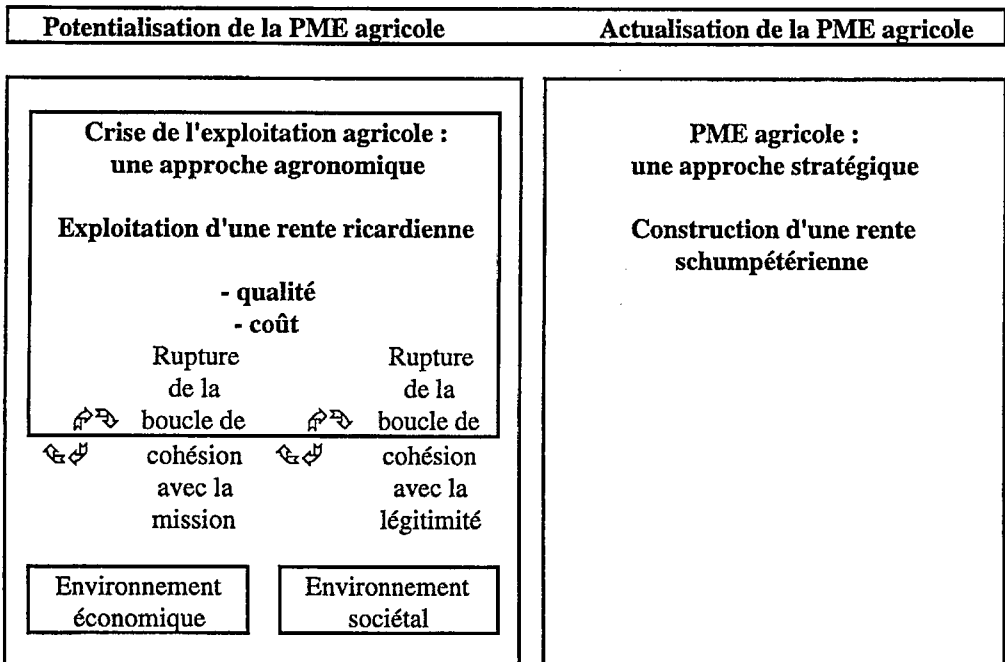 Potentialisation de la PME agricole Actualisation de la PME agricole
Crise de l'exploitation agricole :
une approche agronomique
Exploitation d'une rente ricardienne
- qualité
- coût
Rupture
de la
boucle de
cohésion
avec la
mission
Rupture
de la
boucle de
cohésion
avec la
légitimité
Environnement
économique
Environnement
sociétal
PME agricole :
une approche stratégique
Construction d'une rente
schumpétérienne